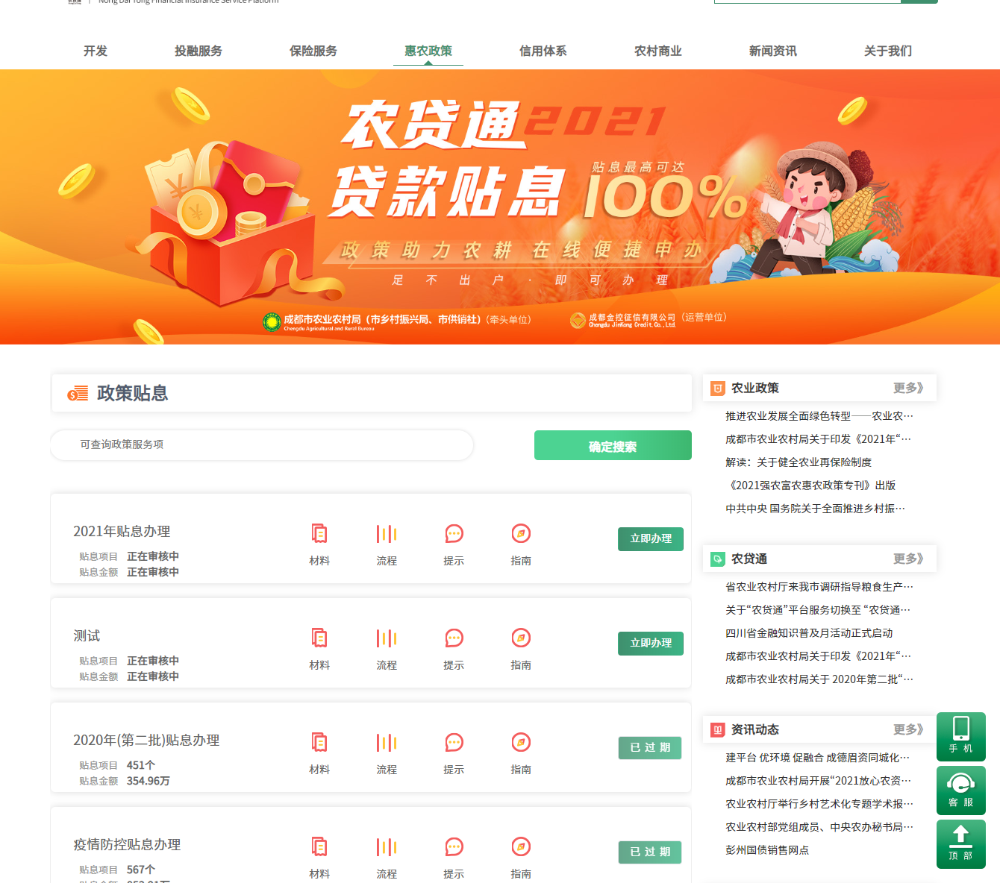 Nong Dai Tong Financial Insurance Service Platform
开发 投融服务 保险服务 惠农政策 信用体系 农村商业 新闻资讯 关于我们
农贷通2021
贷款贴息
贴息最高可达
100%
政策助力农耕 在线便捷申办
足不出户·即可办理
成都市农业农村局(市乡村振兴局、市供销社)(牵头单位)
Chengdu Agricultural and Rural Bureau
成都金控征信有限公司(运营单位)
Chengdu JinKong Credit Co.,Ltd.
政策贴息
可查询政策服务项
确定搜索
2021年贴息办理
贴息项目 正在审核中
贴息金额 正在审核中
材料 流程 提示 指南
立即办理
测试
贴息项目 正在审核中
贴息金额 正在审核中
材料 流程 提示 指南
立即办理
2020年(第二批)贴息办理
贴息项目 451个
贴息金额 354.96万
材料 流程 提示 指南
已过期
疫情防控贴息办理
贴息项目 567个
材料 流程 提示 指南
已过期
农业政策 更多》
推进农业发展全面绿色转型——农业农…
成都市农业农村局关于印发《2021年“…
解读：关于健全农业再保险制度
《2021强农富农惠农政策专刊》出版
中共中央 国务院关于全面推进乡村振…
农贷通 更多》
省农业农村厅来我市调研指导粮食生产…
关于“农贷通”平台服务切换至 “农贷通…
四川省金融知识普及月活动正式启动
成都市农业农村局关于印发《2021年“…
成都市农业农村局关于 2020年第二批“…
资讯动态 更多》
建平台 优环境 促融合 成德眉资同城化…
成都市农业农村局开展“2021放心农资…
农业农村厅举行乡村艺术化专题学术报…
农业农村部党组成员、中央农办秘书局…
彭州国债销售网点
手机
客服
顶部